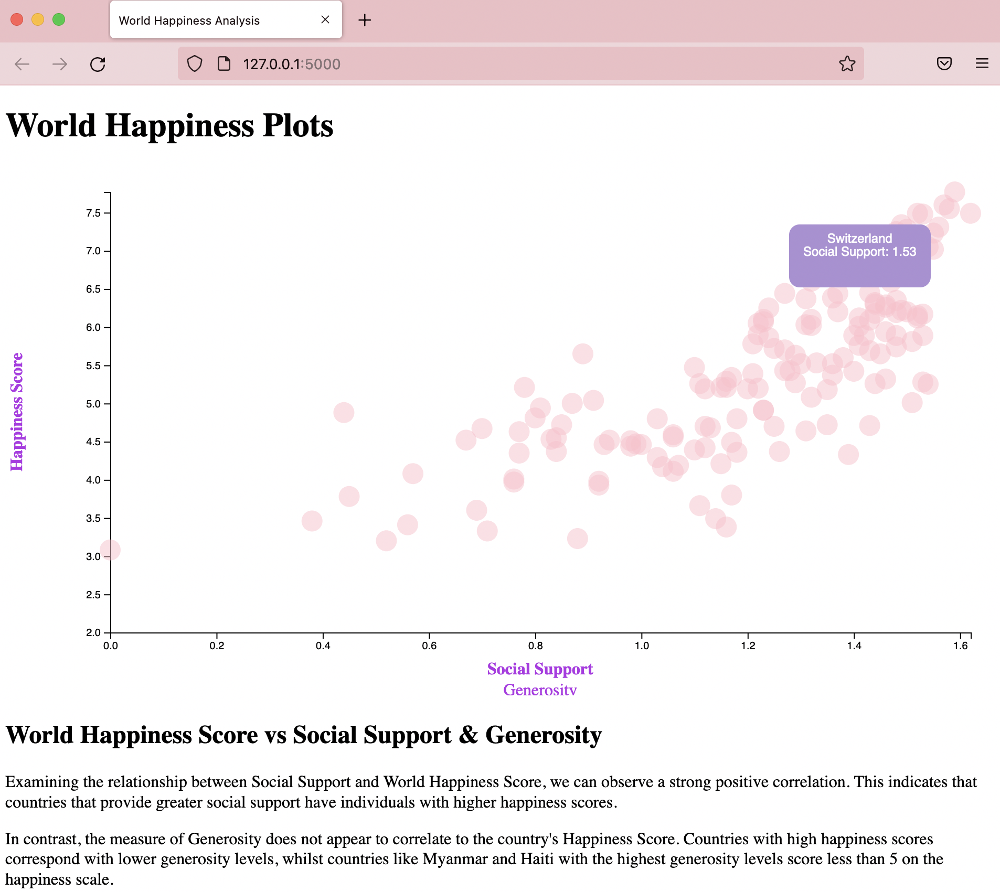 World Happiness Analysis
127.0.0.1:5000
World Happiness Plots
7.5
7.0
6.5
6.0
5.5
5.0
4.5
4.0
3.5
3.0
2.5
2.0
Happiness Score
Switzerland
Social Support: 1.53
0.0 0.2 0.4 0.6 0.8 1.0 1.2 1.4 1.6
Social Support
Generosity
World Happiness Score vs Social Support & Generosity
Examining the relationship between Social Support and World Happiness Score, we can observe a strong positive correlation. This indicates that
countries that provide greater social support have individuals with higher happiness scores.
In contrast, the measure of Generosity does not appear to correlate to the country's Happiness Score. Countries with high happiness scores
correspond with lower generosity levels, whilst countries like Myanmar and Haiti with the highest generosity levels score less than 5 on the
happiness scale.